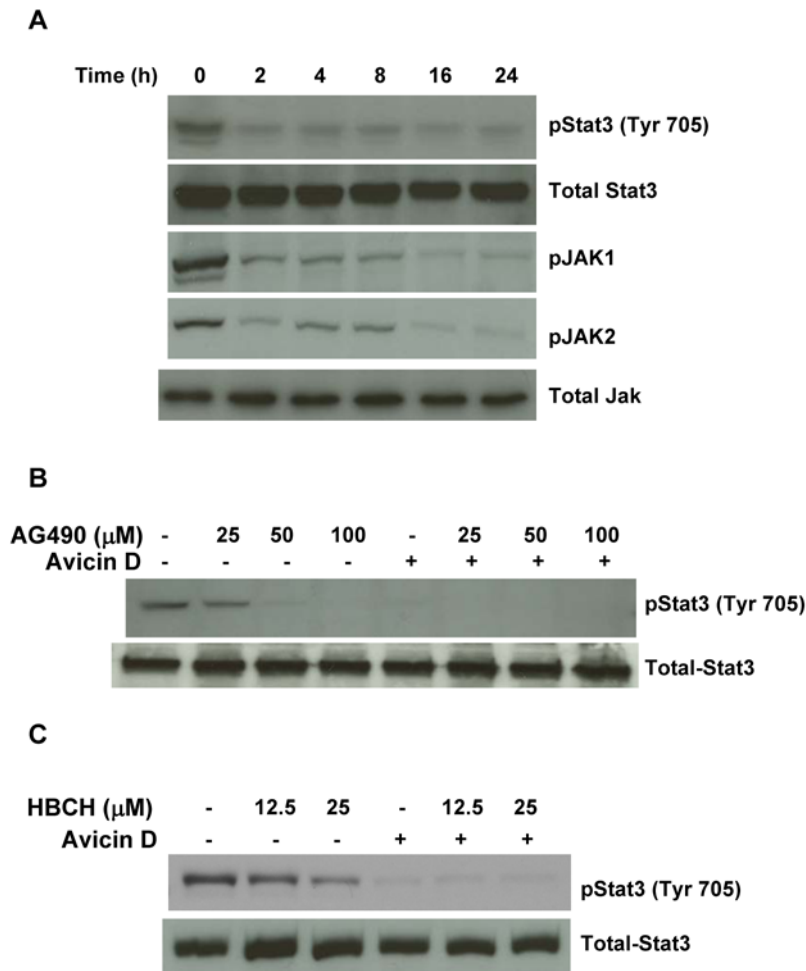 A
Time (h) 0 2 4 8 16 24
pStat3 (Tyr 705)
Total Stat3
pJAK1
pJAK2
Total Jak
B
AG490 (μM) - 25 50 100 - 25 50 100
Avicin D - - - - + + + +
pStat3 (Tyr 705)
Total-Stat3
C
HBCH (μM) - 12.5 25 - 12.5 25
Avicin D - - - + + +
pStat3 (Tyr 705)
Total-Stat3